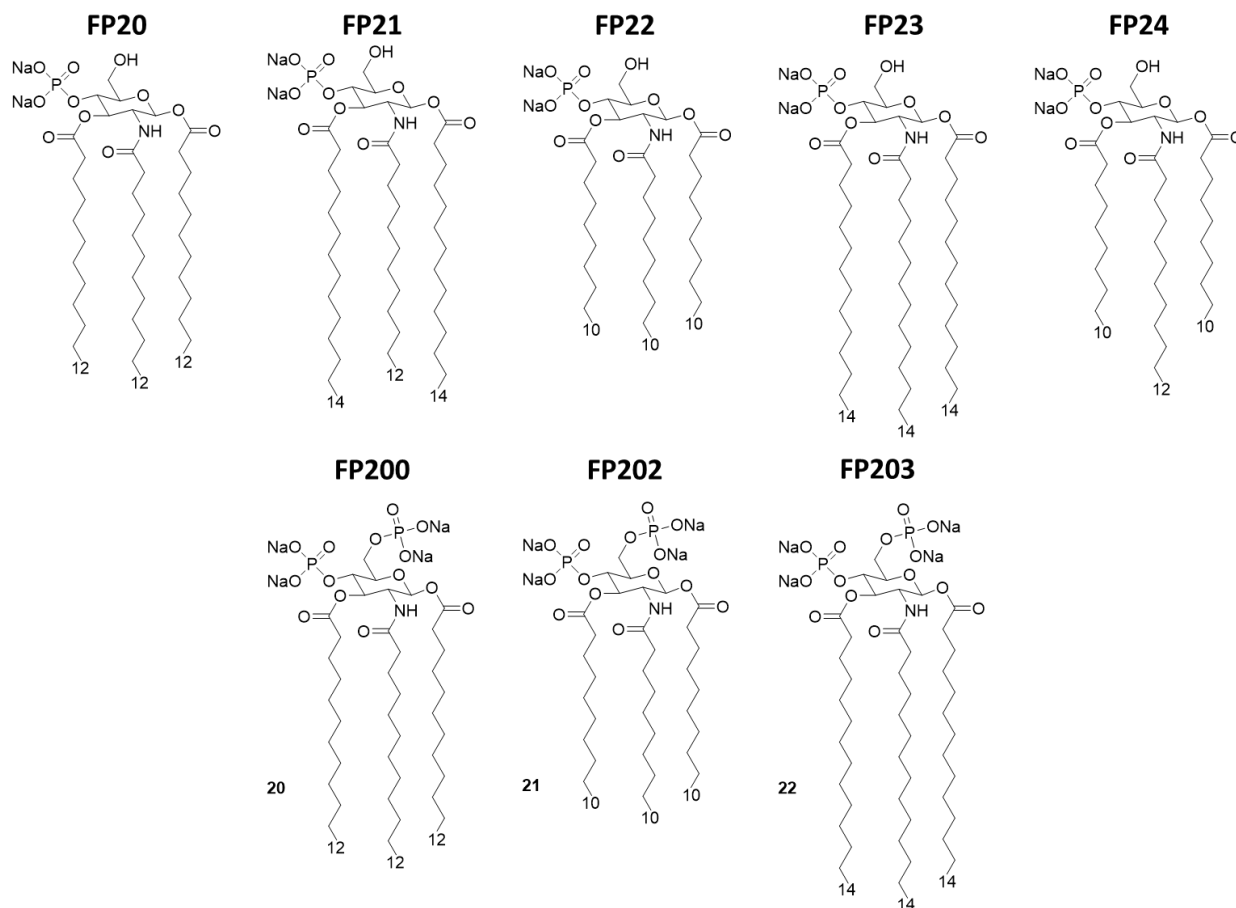 FP20
OH
NaO O
P
NaO O O O
O NH
O O
O
12 12 12
FP21
OH
NaO O
P
NaO O O O
O NH
O O
O
14 12 14
FP22
OH
NaO O
P
NaO O O O
O NH
O O
O
10 10 10
FP23
OH
NaO O
P
NaO O O O
O NH
O O
O
14 14 14
FP24
OH
NaO O
P
NaO O O O
O NH
O O
O
10 12 10
FP200
O
P ONa
O ONa
NaO O
P
NaO O O O
O NH
O O
O
20
12 12 12
FP202
O
P ONa
O ONa
NaO O
P
NaO O O O
O NH
O O
O
21
10 10 10
FP203
O
P ONa
O ONa
NaO O
P
NaO O O O
O NH
O O
O
22
14 14 14